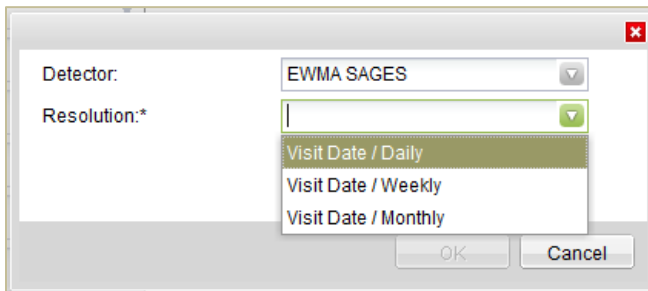 Detector: EWMA SAGES
Resolution:*
Visit Date / Daily
Visit Date / Weekly
Visit Date / Monthly
OK Cancel